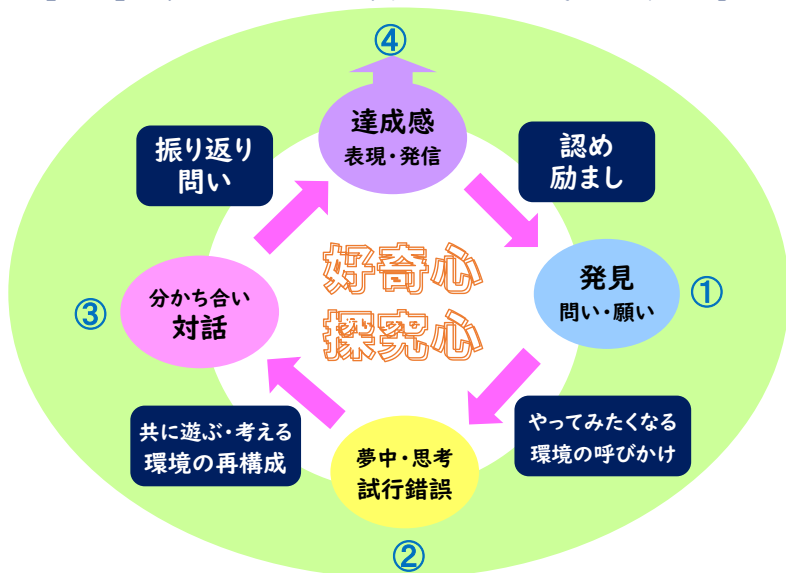 ④
達成感
表現・発信
振り返り
問い
認め
励まし
好奇心
探究心
発見
問い・願い
①
分かち合い
対話
③
共に遊ぶ・考える
環境の再構成
やってみたくなる
環境の呼びかけ
夢中・思考
試行錯誤
②